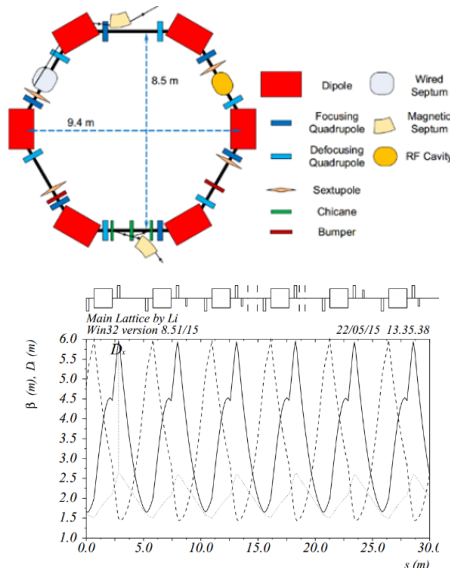 8.5 m
9.4 m
Dipole
Wired
Septum
Focusing
Quadrupole
Magnetic
Septum
Defocusing
Quadrupole
RF Cavity
Sextupole
Chicane
Bumper
Main Lattice by Li
Win32 version 8.51/15 22/05/15 13.35.38
6.0
5.5
5.0
4.5
4.0
3.5
3.0
2.5
2.0
1.5
1.0
Dₓ
β (m), D (m)
0.0 5.0 10.0 15.0 20.0 25.0 30.0
s (m)